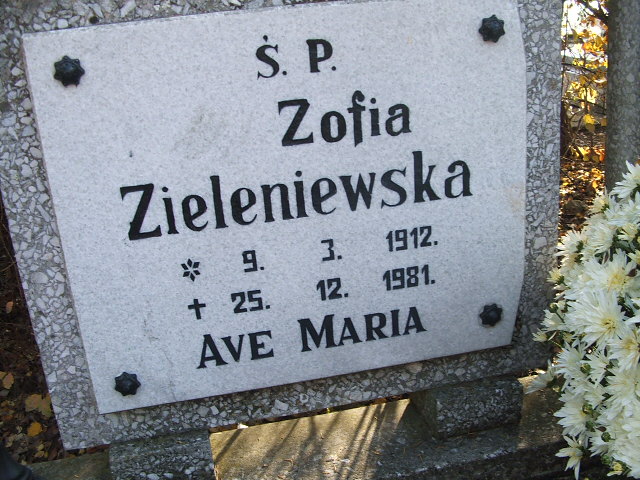 Ś. P.
Zofia
Zieleniewska
* 9. 3. 1912.
+ 25. 12. 1981.
AVE MARIA